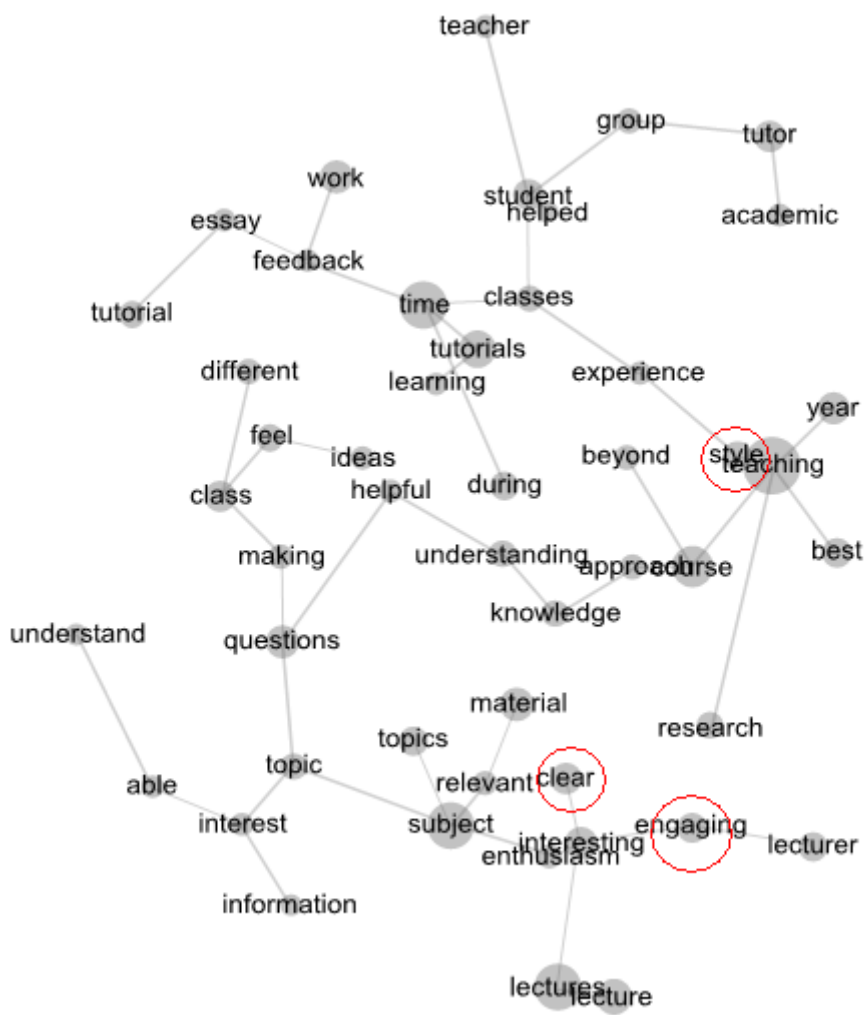 teacher
group
tutor
work
student
helped
academic
essay
feedback
time
classes
tutorial
tutorials
different
learning
experience
year
feel
ideas
beyond
style
teaching
class
helpful
during
making
understanding
approach
course
best
knowledge
understand
questions
material
research
topics
topic
able
relevant
clear
interest
subject
interesting
engaging
enthusiasm
lecturer
information
lectures
lecture